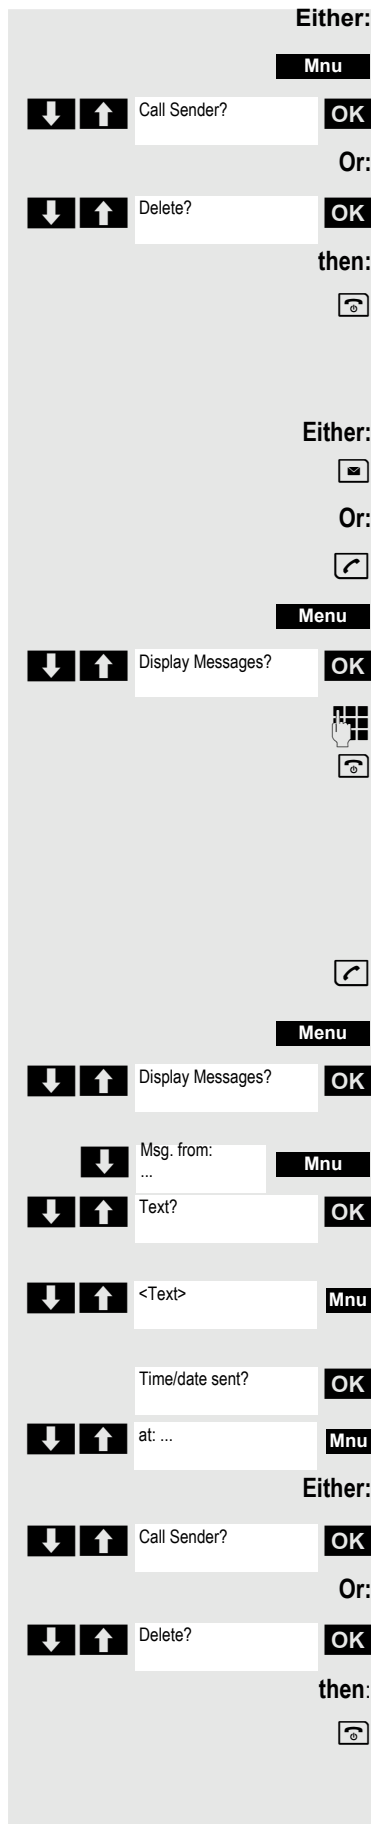 Either:
Mnu
Call Sender? OK
Or:
Delete? OK
then:
Either:
Or:
Menu
Display Messages? OK
Menu
Display Messages? OK
Msg. from:
... Mnu
Text? OK
<Text> Mnu
Time/date sent? OK
at: ... Mnu
Either:
Call Sender? OK
Or:
Delete? OK
then: